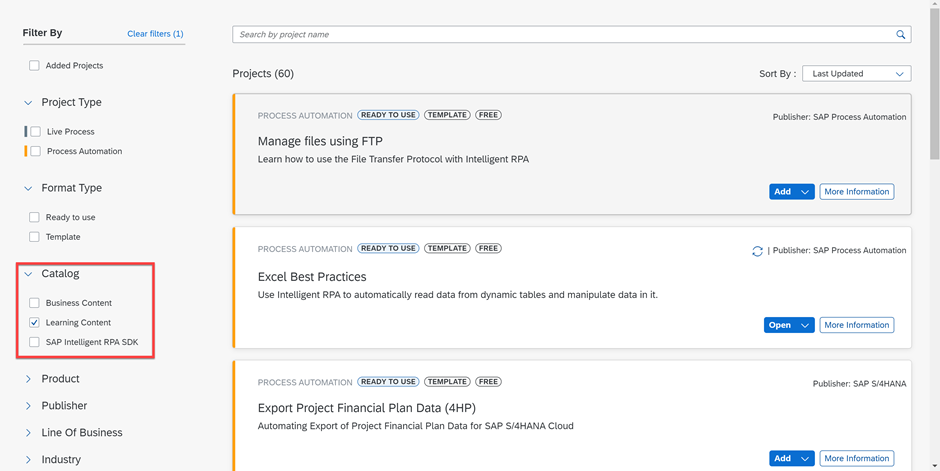 Filter By
Clear filters (1)
Added Projects
Project Type
Live Process
Process Automation
Format Type
Ready to use
Template
Catalog
Business Content
Learning Content
SAP Intelligent RPA SDK
Product
Publisher
Line Of Business
Industry
Search by project name
Projects (60)
Sort By :
Last Updated
PROCESS AUTOMATION READY TO USE TEMPLATE FREE
Publisher: SAP Process Automation
Manage files using FTP
Learn how to use the File Transfer Protocol with Intelligent RPA
Add
More Information
PROCESS AUTOMATION READY TO USE TEMPLATE FREE
| Publisher: SAP Process Automation
Excel Best Practices
Use Intelligent RPA to automatically read data from dynamic tables and manipulate data in it.
Open
More Information
PROCESS AUTOMATION READY TO USE TEMPLATE FREE
Publisher: SAP S/4HANA
Export Project Financial Plan Data (4HP)
Automating Export of Project Financial Plan Data for SAP S/4HANA Cloud
Add
More Information